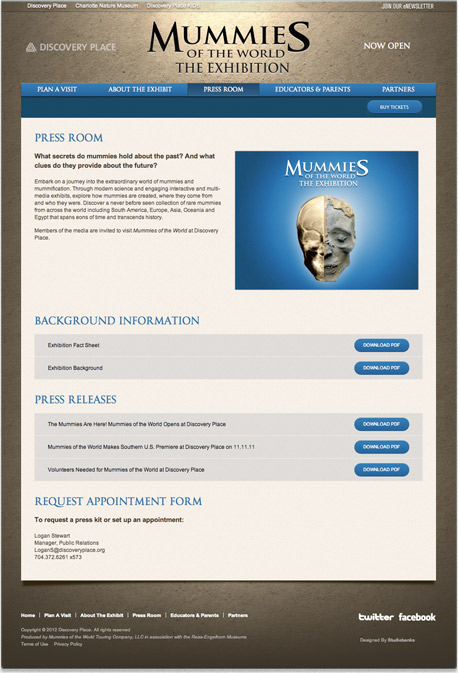 Discovery Place Charlotte Nature Museum Discovery Place KIDS
JOIN OUR eNEWSLETTER
DISCOVERY PLACE
MUMMIES
OF THE WORLD
THE EXHIBITION
NOW OPEN
PLAN A VISIT
ABOUT THE EXHIBIT
PRESS ROOM
EDUCATORS & PARENTS
PARTNERS
BUY TICKETS
PRESS ROOM
What secrets do mummies hold about the past? And what
clues do they provide about the future?
Embark on a journey into the extraordinary world of mummies and
mummification. Through modern science and engaging interactive and multi-
media exhibits, explore how mummies are created, where they come from
and who they were. Discover a never before seen collection of rare mummies
from across the world including South America, Europe, Asia, Oceania and
Egypt that spans eons of time and transcends history.
Members of the media are invited to visit Mummies of the World at Discovery
Place.
MUMMIES
OF THE WORLD
THE EXHIBITION
BACKGROUND INFORMATION
Exhibition Fact Sheet
DOWNLOAD PDF
Exhibition Background
DOWNLOAD PDF
PRESS RELEASES
The Mummies Are Here! Mummies of the World Opens at Discovery Place
DOWNLOAD PDF
Mummies of the World Makes Southern U.S. Premiere at Discovery Place on 11.11.11
DOWNLOAD PDF
Volunteers Needed for Mummies of the World at Discovery Place
DOWNLOAD PDF
REQUEST APPOINTMENT FORM
To request a press kit or set up an appointment:
Logan Stewart
Manager, Public Relations
LoganS@discoveryplace.org
704.372.6261 x573
Home | Plan A Visit | About The Exhibit | Press Room | Educators & Parents | Partners
twitter facebook
Copyright © 2012 Discovery Place. All rights reserved
Produced by Mummies of the World Touring Company, LLC in association with the Reiss-Engelhorn Museums
Terms of Use Privacy Policy
Designed By Studiobanks